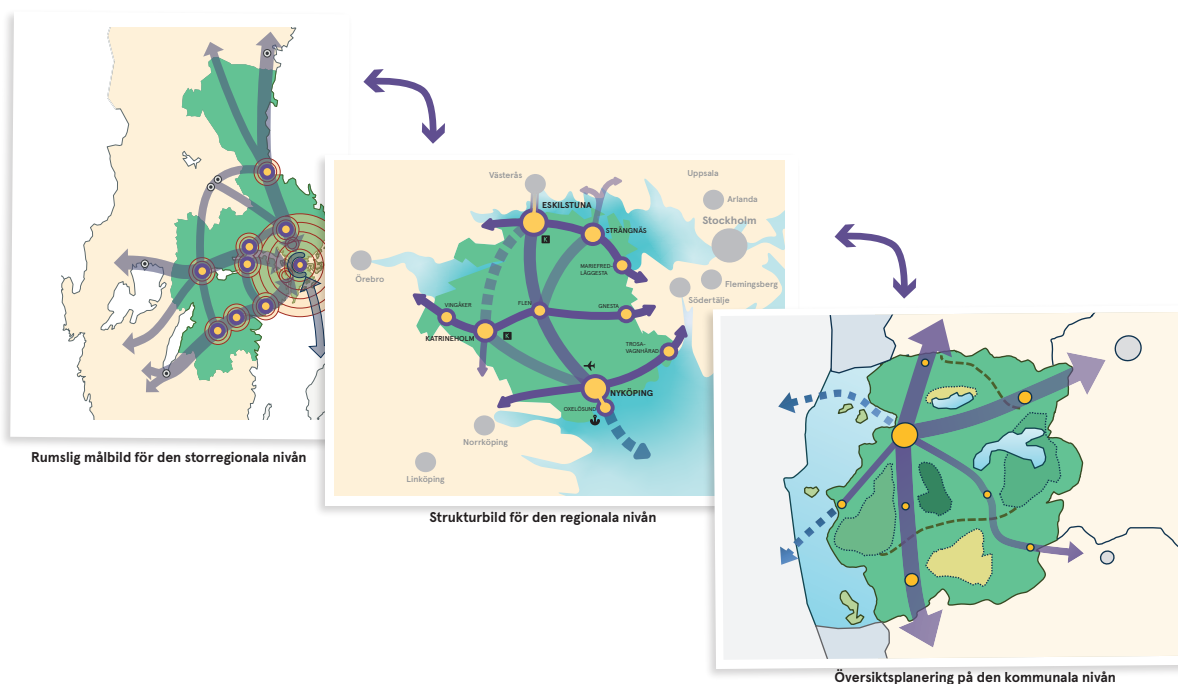 Rumslig målbild för den storregionala nivån
Västerås
Uppsala
Arlanda
Stockholm
ESKILSTUNA
STRÄNGNÄS
K
MARIEFRED-
LÄGGESTA
Örebro
Flemingsberg
Södertälje
VINGÅKER
FLEN
GNESTA
KATRINEHOLM
K
TROSA-
VAGNHÄRAD
NYKÖPING
OXELÖSUND
Norrköping
Linköping
Strukturbild för den regionala nivån
Översiktsplanering på den kommunala nivån